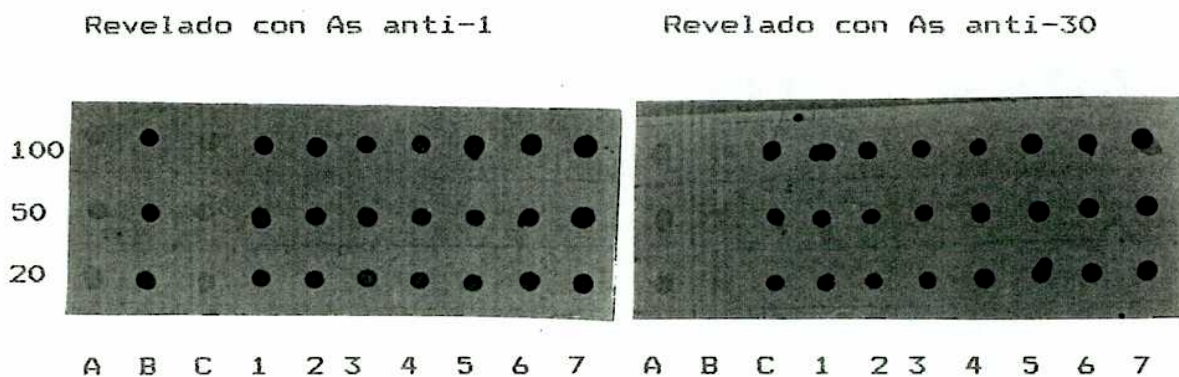 Revelado con As anti-1
Revelado con As anti-30
100
50
20
A B C 1 2 3 4 5 6 7
A B C 1 2 3 4 5 6 7